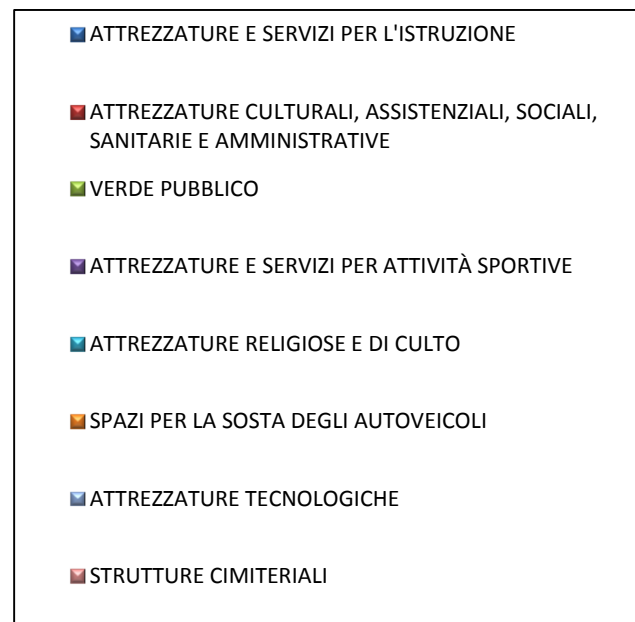 ATTREZZATURE E SERVIZI PER L'ISTRUZIONE
ATTREZZATURE CULTURALI, ASSISTENZIALI, SOCIALI,
SANITARIE E AMMINISTRATIVE
VERDE PUBBLICO
ATTREZZATURE E SERVIZI PER ATTIVITÀ SPORTIVE
ATTREZZATURE RELIGIOSE E DI CULTO
SPAZI PER LA SOSTA DEGLI AUTOVEICOLI
ATTREZZATURE TECNOLOGICHE
STRUTTURE CIMITERIALI